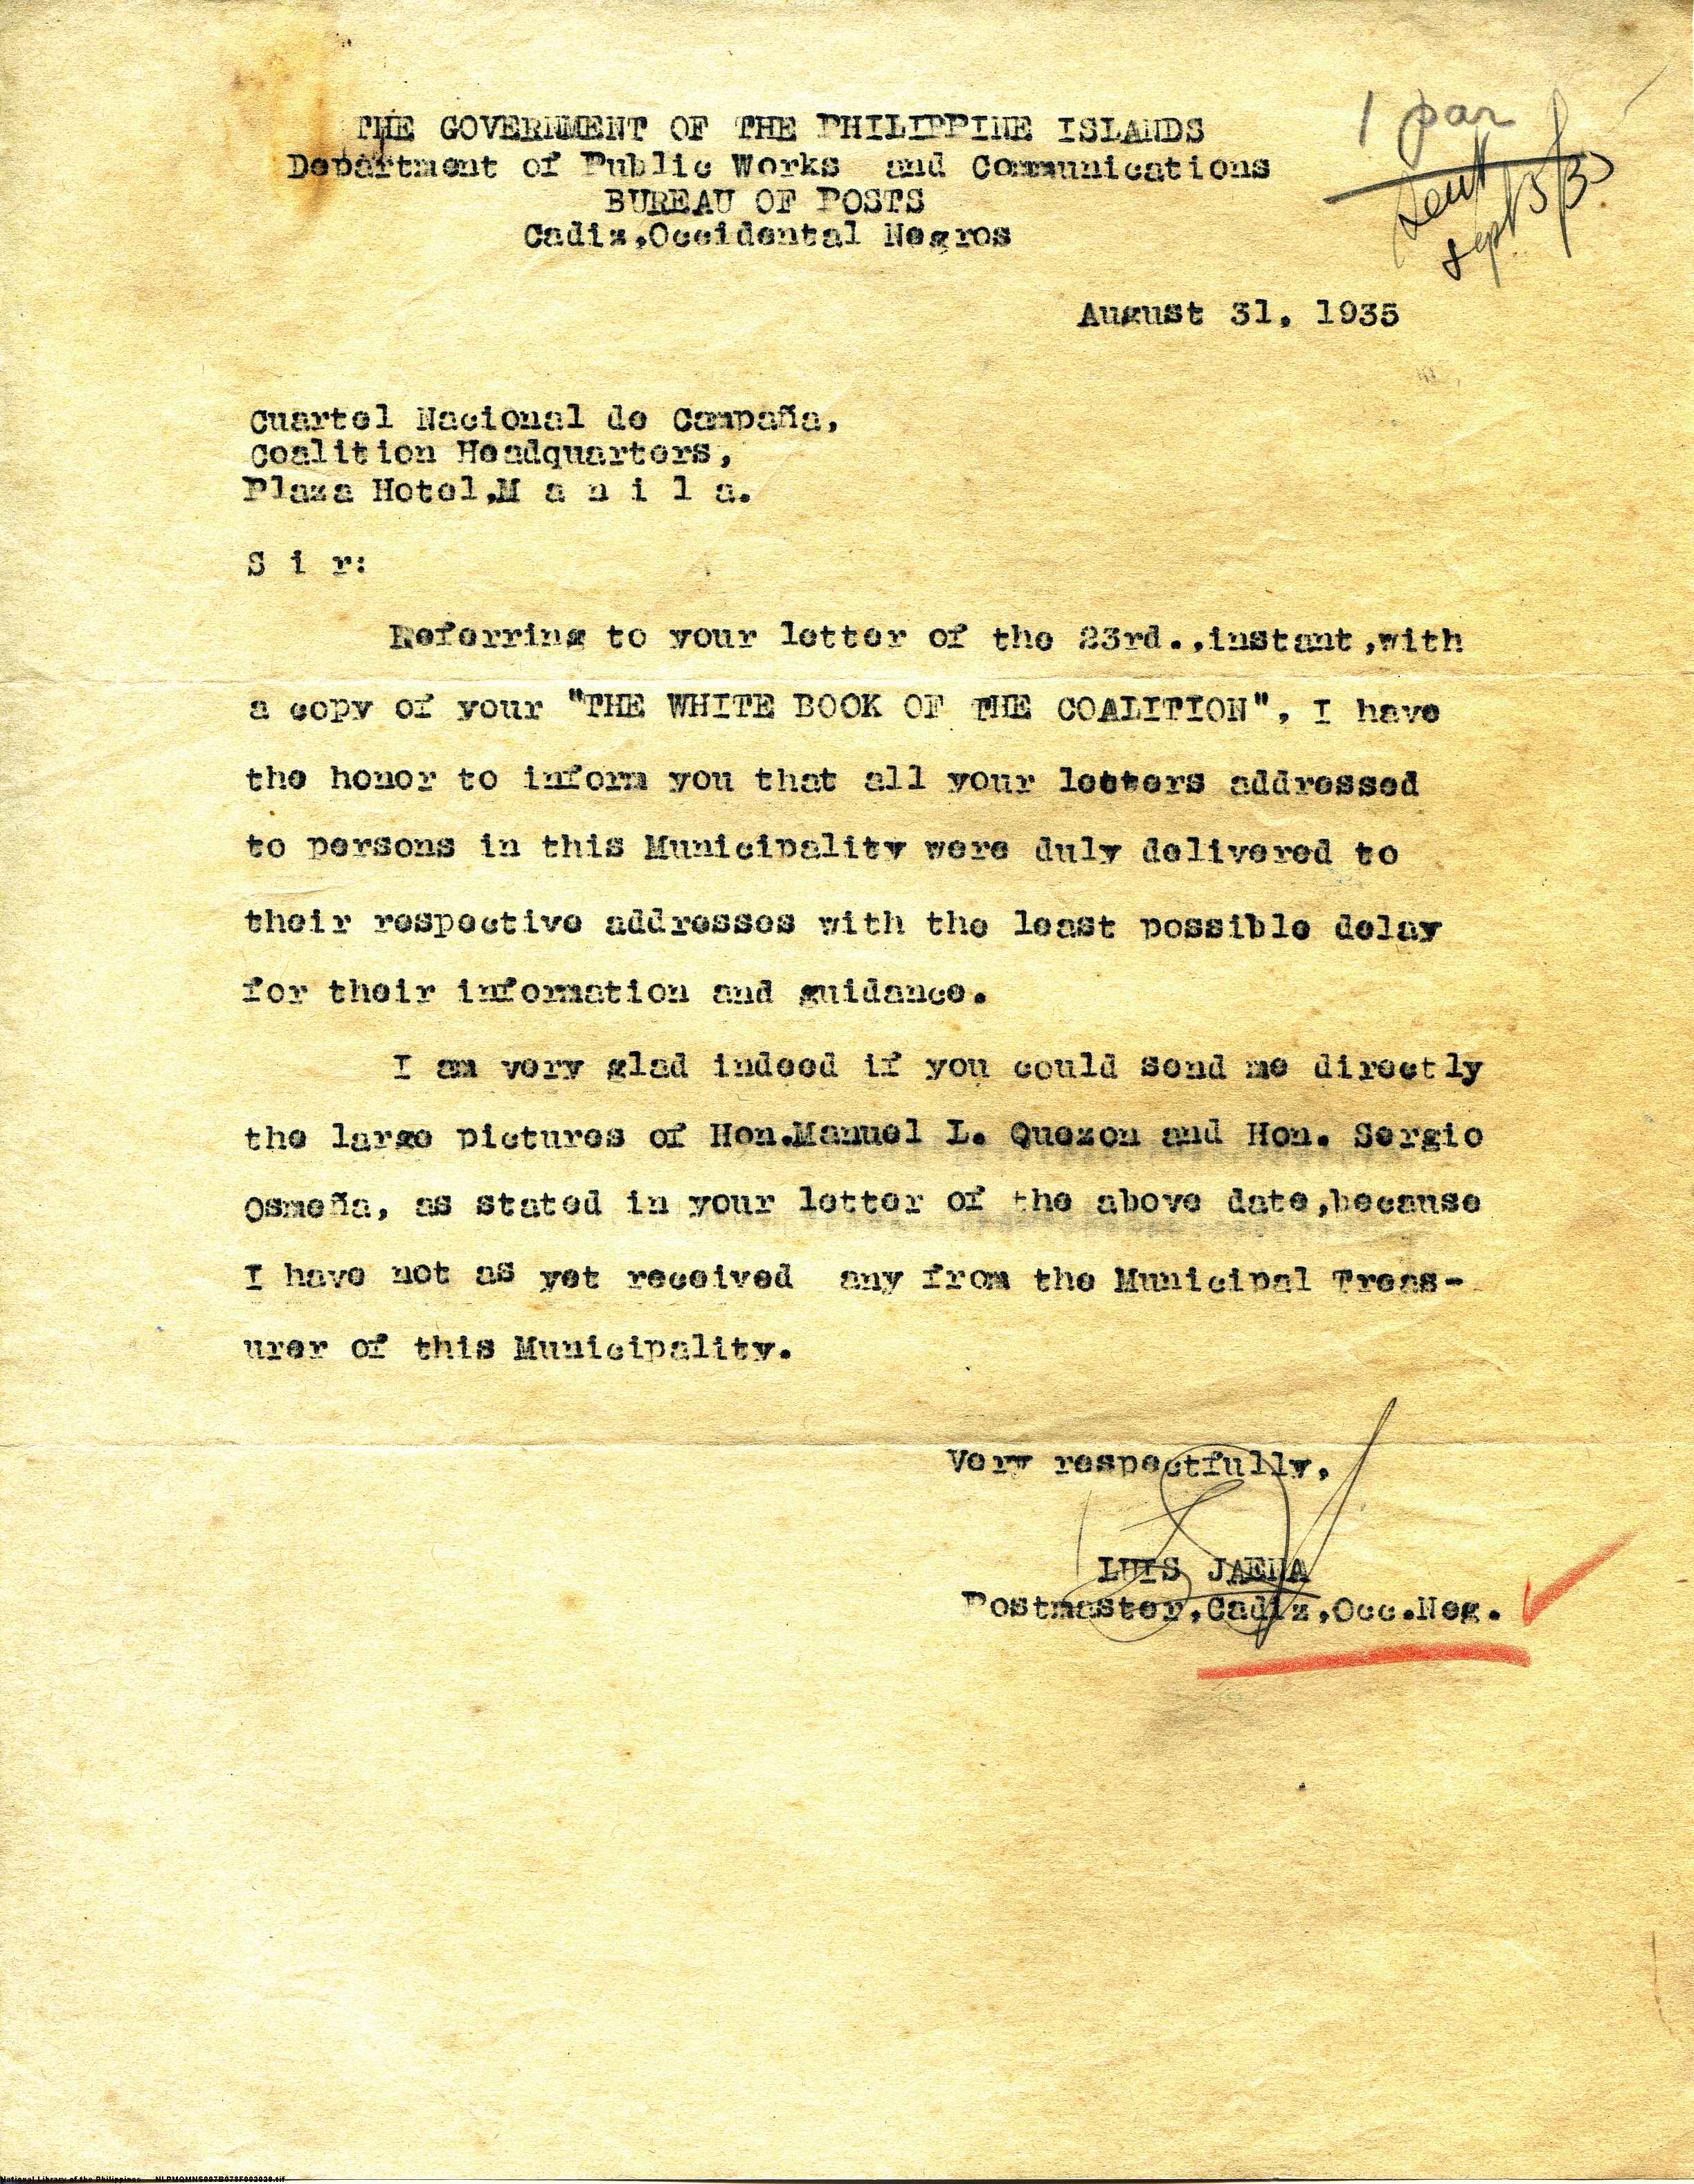 1 par
Sent
Sept 5/35
THE GOVERNMENT OF THE PHILIPPINE ISLANDS
Department of Public Works and Communications
BUREAU OF POSTS
Cadiz,Occidental Negros
August 31, 1935
Cuartel Nacional de Campaña,
Coalition Headquarters,
Plaza Hotel,M a n i l a.
S i r:
Referring to your letter of the 23rd.,instant,with
a copy of your "THE WHITE BOOK OF THE COALITION", I have
the honor to inform you that all your letters addressed
to persons in this Municipality were duly delivered to
their respective addresses with the least possible delay
for their information and guidance.
I am very glad indeed if you could send me directly
the large pictures of Hon.Manuel L. Quezon and Hon. Sergio
Osmeña, as stated in your letter of the above date,because
I have not as yet received any from the Municipal Treas-
urer of this Municipality.
Very respectfully,
LUIS JAENA
Postmaster,Cadiz,Occ.Neg.
National Library of the Philippines